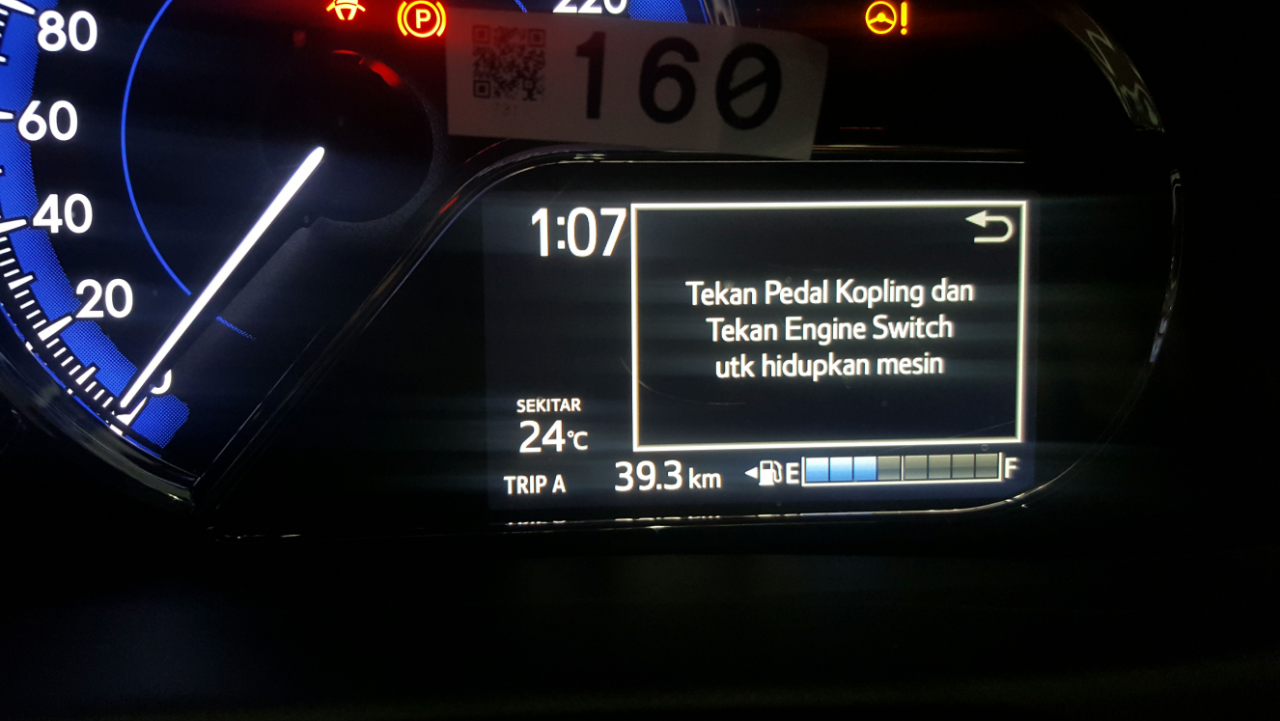 220
80
60
40
20
P
!
160
1:07
Tekan Pedal Kopling dan
Tekan Engine Switch
utk hidupkan mesin
SEKITAR
24°C
TRIP A 39.3 km
E F